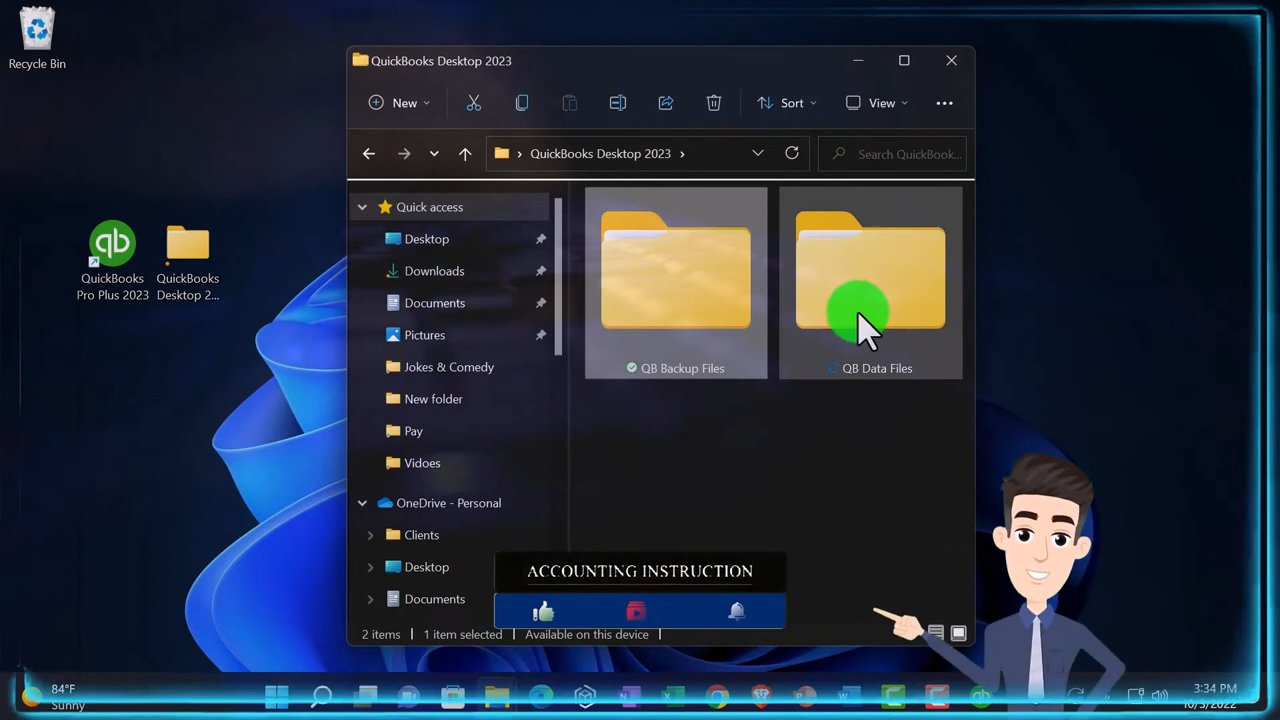 Recycle Bin
QuickBooks
Pro Plus 2023
QuickBooks
Desktop 2...
QuickBooks Desktop 2023
New
Sort
View
QuickBooks Desktop 2023
Search QuickBook...
Quick access
Desktop
Downloads
Documents
Pictures
Jokes & Comedy
New folder
Pay
Vidoes
OneDrive - Personal
Clients
Desktop
Documents
QB Backup Files
QB Data Files
ACCOUNTING INSTRUCTION
2 items
1 item selected
Available on this device
84°F
Sunny
3:34 PM
10/3/2022